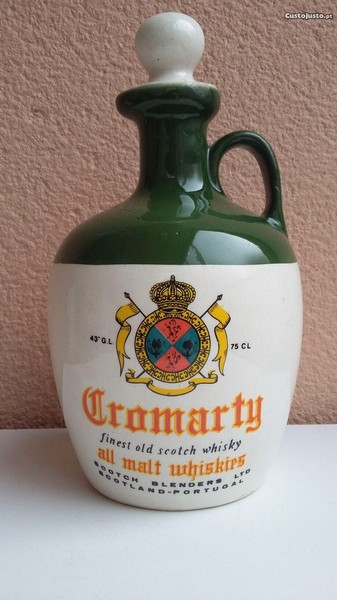 CustoJusto.pt
43° G.L
75 CL
Cromarty
finest old scotch whisky
all malt whiskies
SCOTCH BLENDERS LTD
SCOTLAND-PORTUGAL